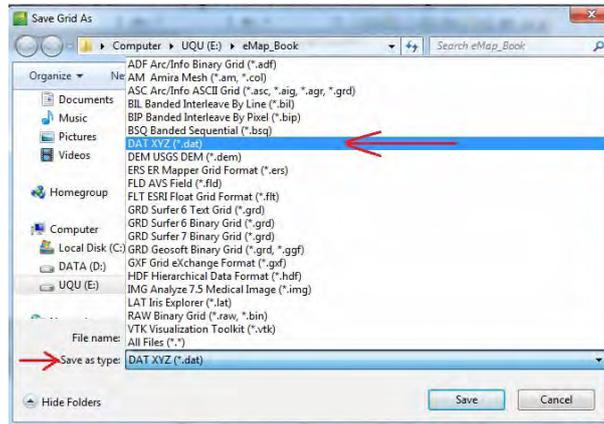 Save Grid As
Computer ▸ UQU (E:) ▸ eMap_Book
Search eMap_Book
Organize
Ne
Documents
Music
Pictures
Videos
Homegroup
Computer
Local Disk (C:)
DATA (D:)
UQU (E:)
ADF Arc/Info Binary Grid (*.adf)
AM Amira Mesh (*.am, *.col)
ASC Arc/Info ASCII Grid (*.asc, *.aig, *.agr, *.grd)
BIL Banded Interleave By Line (*.bil)
BIP Banded Interleave By Pixel (*.bip)
BSQ Banded Sequential (*.bsq)
DAT XYZ (*.dat)
DEM USGS DEM (*.dem)
ERS ER Mapper Grid Format (*.ers)
FLD AVS Field (*.fld)
FLT ESRI Float Grid Format (*.flt)
GRD Surfer 6 Text Grid (*.grd)
GRD Surfer 6 Binary Grid (*.grd)
GRD Surfer 7 Binary Grid (*.grd)
GRD Geosoft Binary Grid (*.grd, *.ggf)
GXF Grid eXchange Format (*.gxf)
HDF Hierarchical Data Format (*.hdf)
IMG Analyze 7.5 Medical Image (*.img)
LAT Iris Explorer (*.lat)
RAW Binary Grid (*.raw, *.bin)
VTK Visualization Toolkit (*.vtk)
All Files (*.*)
File name:
Save as type: DAT XYZ (*.dat)
Hide Folders
Save
Cancel